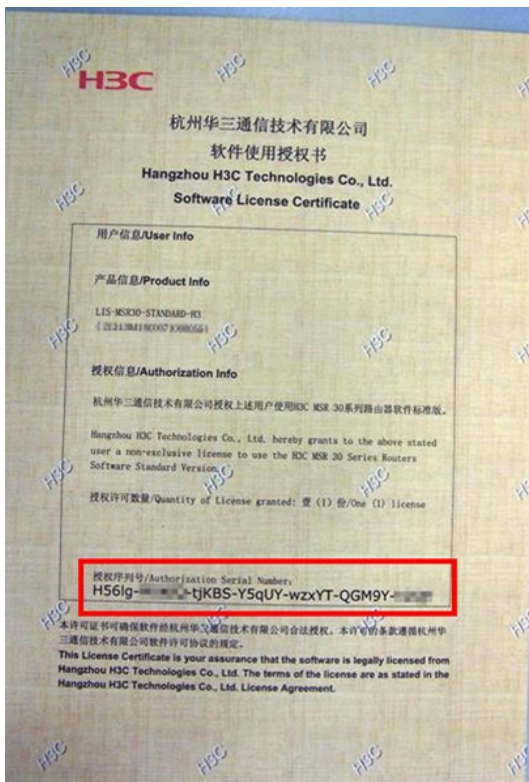 H3C
杭州华三通信技术有限公司
软件使用授权书
Hangzhou H3C Technologies Co., Ltd.
Software License Certificate
用户信息/User Info
产品信息/Product Info
LIS-MSR30-STANDARD-H3
授权信息/Authorization Info
杭州华三通信技术有限公司授权上述用户使用H3C MSR 30系列路由器软件标准版。
Hangzhou H3C Technologies Co., Ltd. hereby grants to the above stated
user a non-exclusive license to use the H3C MSR 30 Series Routers
Software Standard Version.
授权许可数量/Quantity of License granted: 壹 (1) 份/One (1) license
授权序列号/Authorization Serial Number:
H56lg- -tjKBS-Y5qUY-wzxYT-QGM9Y-
本许可证书可确保软件经杭州华三通信技术有限公司合法授权。本许可的条款遵循杭州华
三通信技术有限公司软件许可协议的规定。
This License Certificate is your assurance that the software is legally licensed from
Hangzhou H3C Technologies Co., Ltd. The terms of the license are as stated in the
Hangzhou H3C Technologies Co., Ltd. License Agreement.